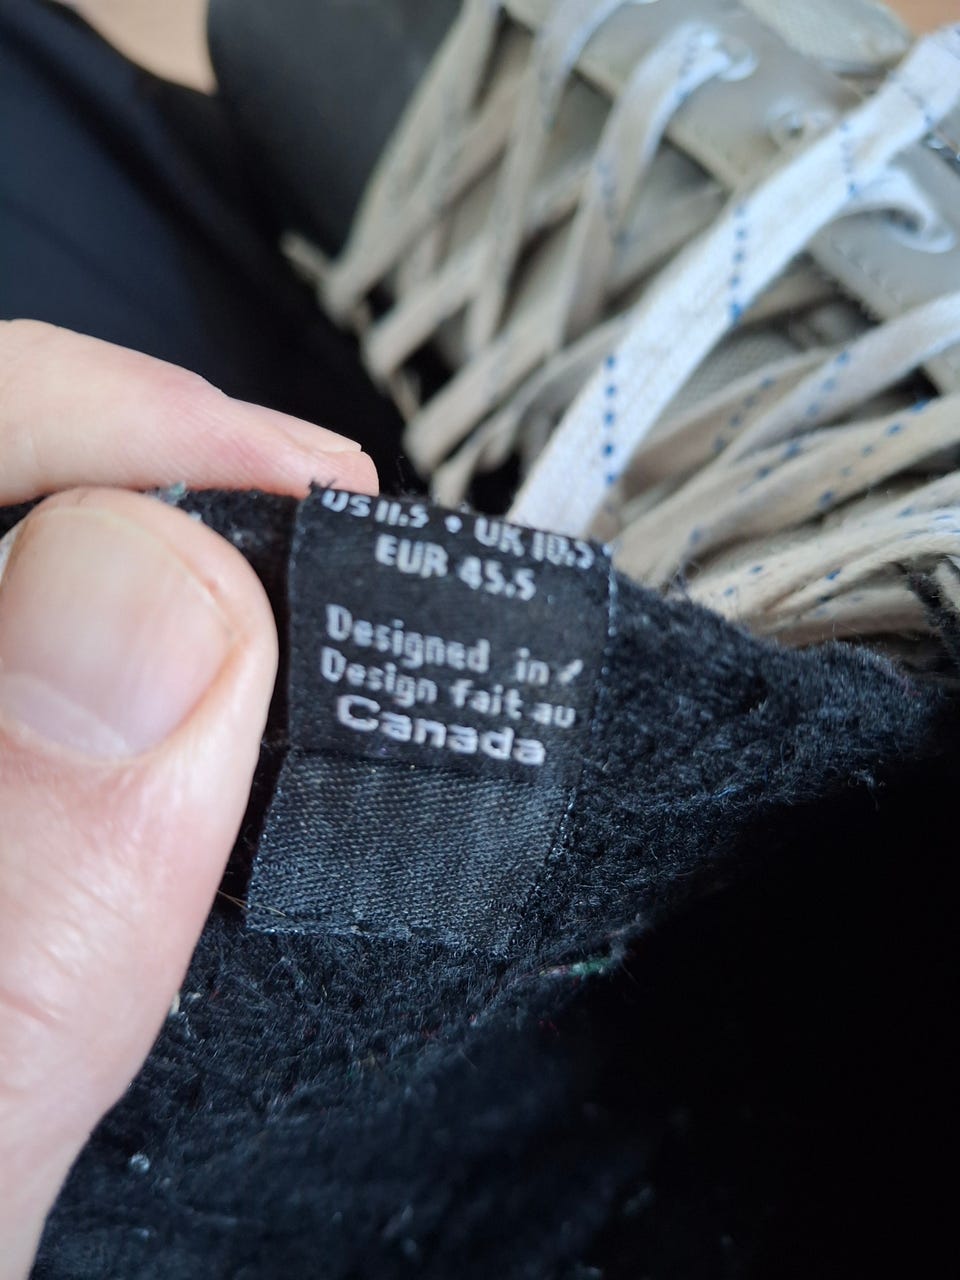 US 11.5 • UK 10.5
EUR 45.5
Designed in/
Design fait au
Canada